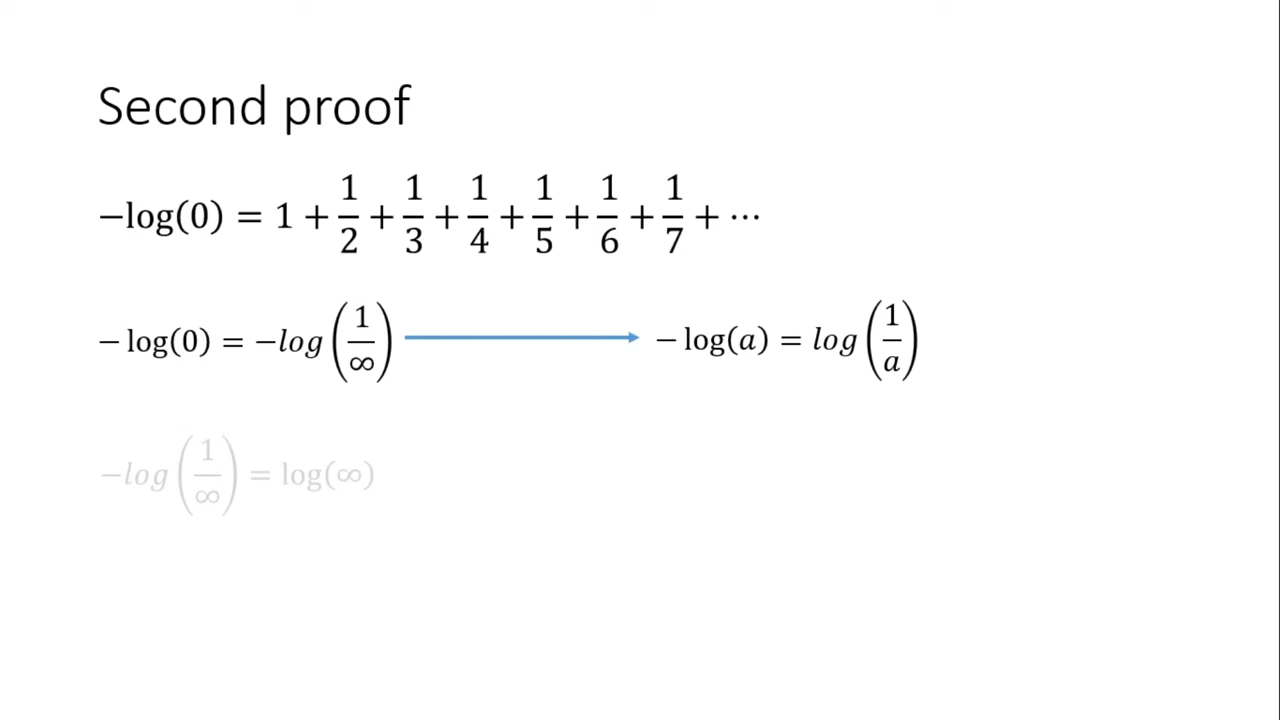 Second proof
−log(0) = 1 + 1/2 + 1/3 + 1/4 + 1/5 + 1/6 + 1/7 + ⋯
−log(0) = −log(1/∞) → −log(a) = log(1/a)
−log(1/∞) = log(∞)